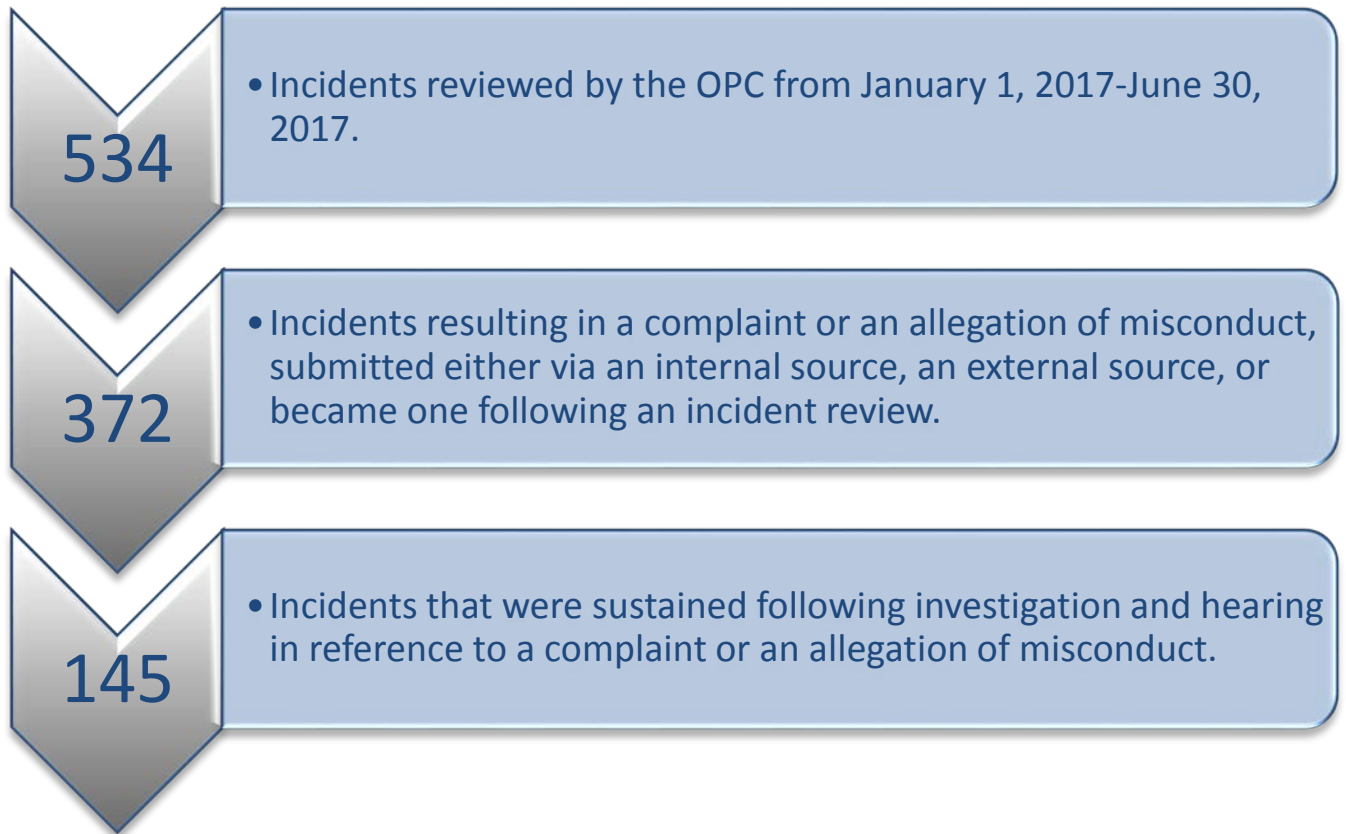 534
• Incidents reviewed by the OPC from January 1, 2017-June 30,
2017.
372
• Incidents resulting in a complaint or an allegation of misconduct,
submitted either via an internal source, an external source, or
became one following an incident review.
145
• Incidents that were sustained following investigation and hearing
in reference to a complaint or an allegation of misconduct.